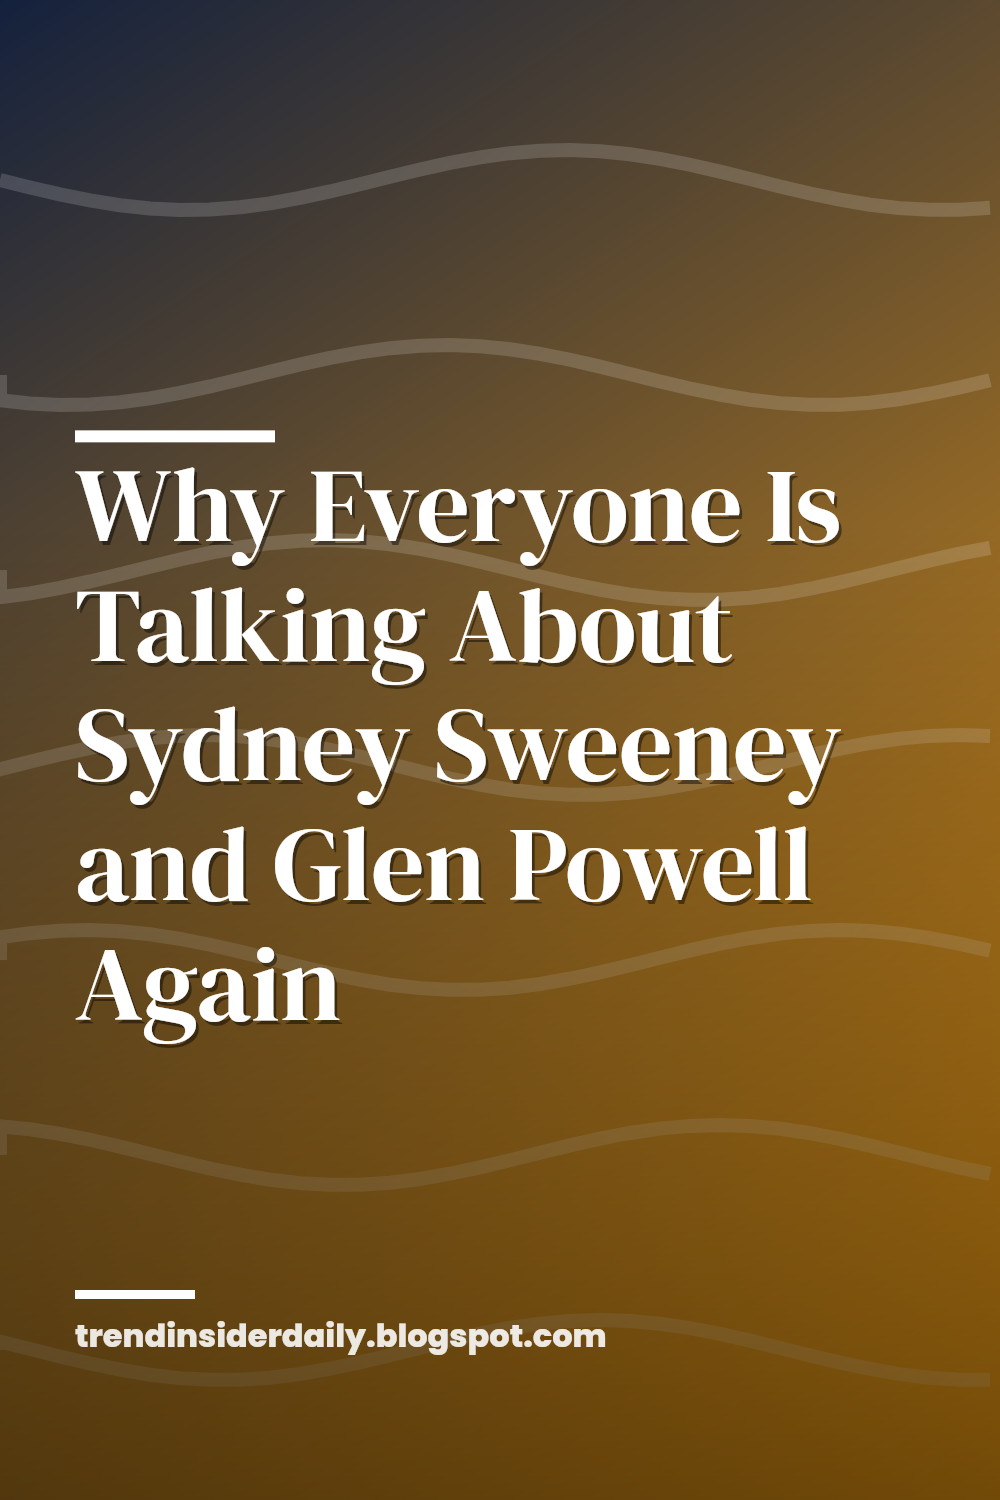 Why Everyone Is
Talking About
Sydney Sweeney
and Glen Powell
Again
trendinsiderdaily.blogspot.com